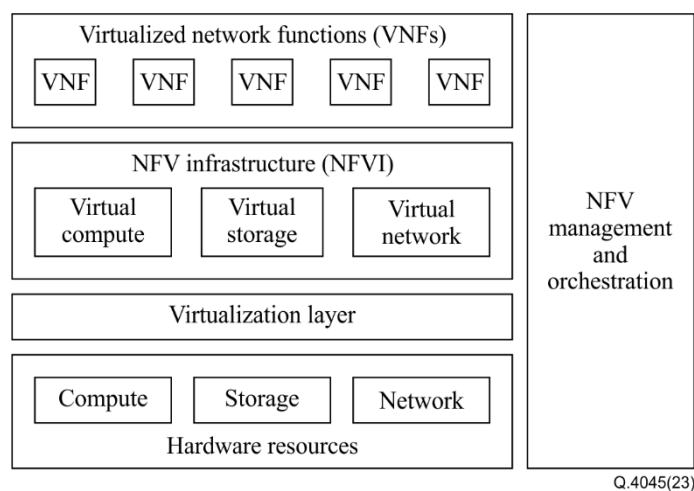 Virtualized network functions (VNFs)
VNF VNF VNF VNF VNF
NFV infrastructure (NFVI)
Virtual
compute
Virtual
storage
Virtual
network
Virtualization layer
Compute Storage Network
Hardware resources
NFV
management
and
orchestration
Q.4045(23)